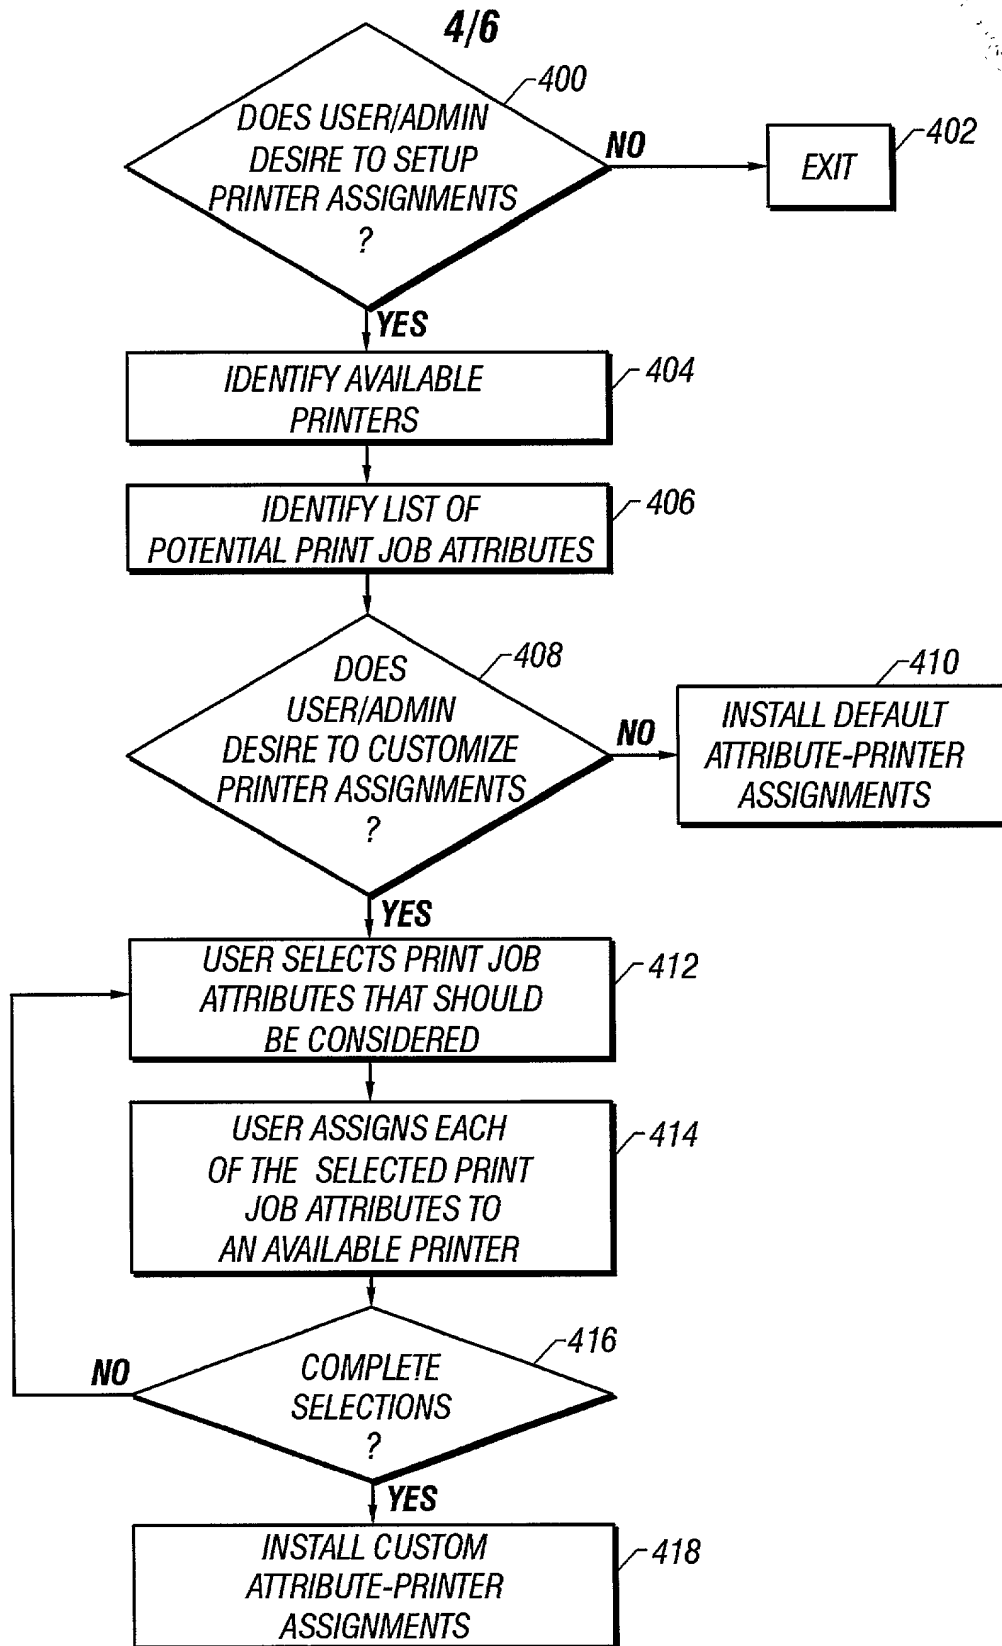 4/6
400
DOES USER/ADMIN
DESIRE TO SETUP
PRINTER ASSIGNMENTS
?
NO
EXIT
402
YES
IDENTIFY AVAILABLE
PRINTERS
404
IDENTIFY LIST OF
POTENTIAL PRINT JOB ATTRIBUTES
406
DOES
USER/ADMIN
DESIRE TO CUSTOMIZE
PRINTER ASSIGNMENTS
?
408
NO
410
INSTALL DEFAULT
ATTRIBUTE-PRINTER
ASSIGNMENTS
YES
USER SELECTS PRINT JOB
ATTRIBUTES THAT SHOULD
BE CONSIDERED
412
USER ASSIGNS EACH
OF THE SELECTED PRINT
JOB ATTRIBUTES TO
AN AVAILABLE PRINTER
414
COMPLETE
SELECTIONS
?
416
NO
YES
INSTALL CUSTOM
ATTRIBUTE-PRINTER
ASSIGNMENTS
418